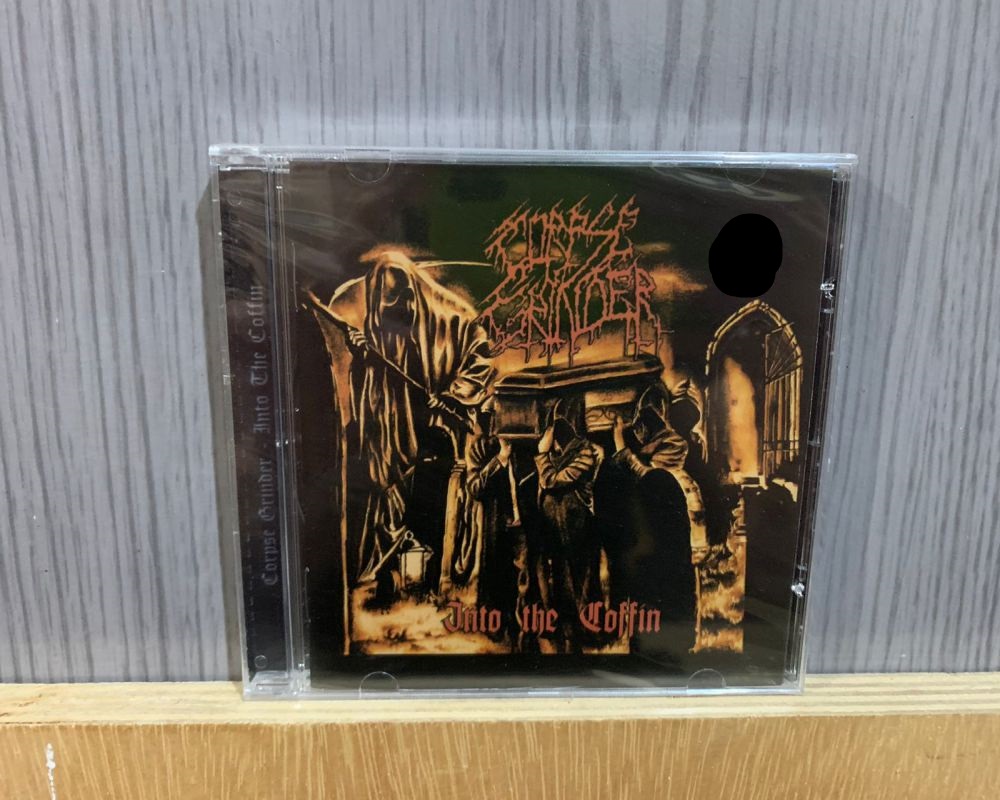 Corpse Grinder - Into The Coffin
CORPSE
GRINDER
Into the Coffin